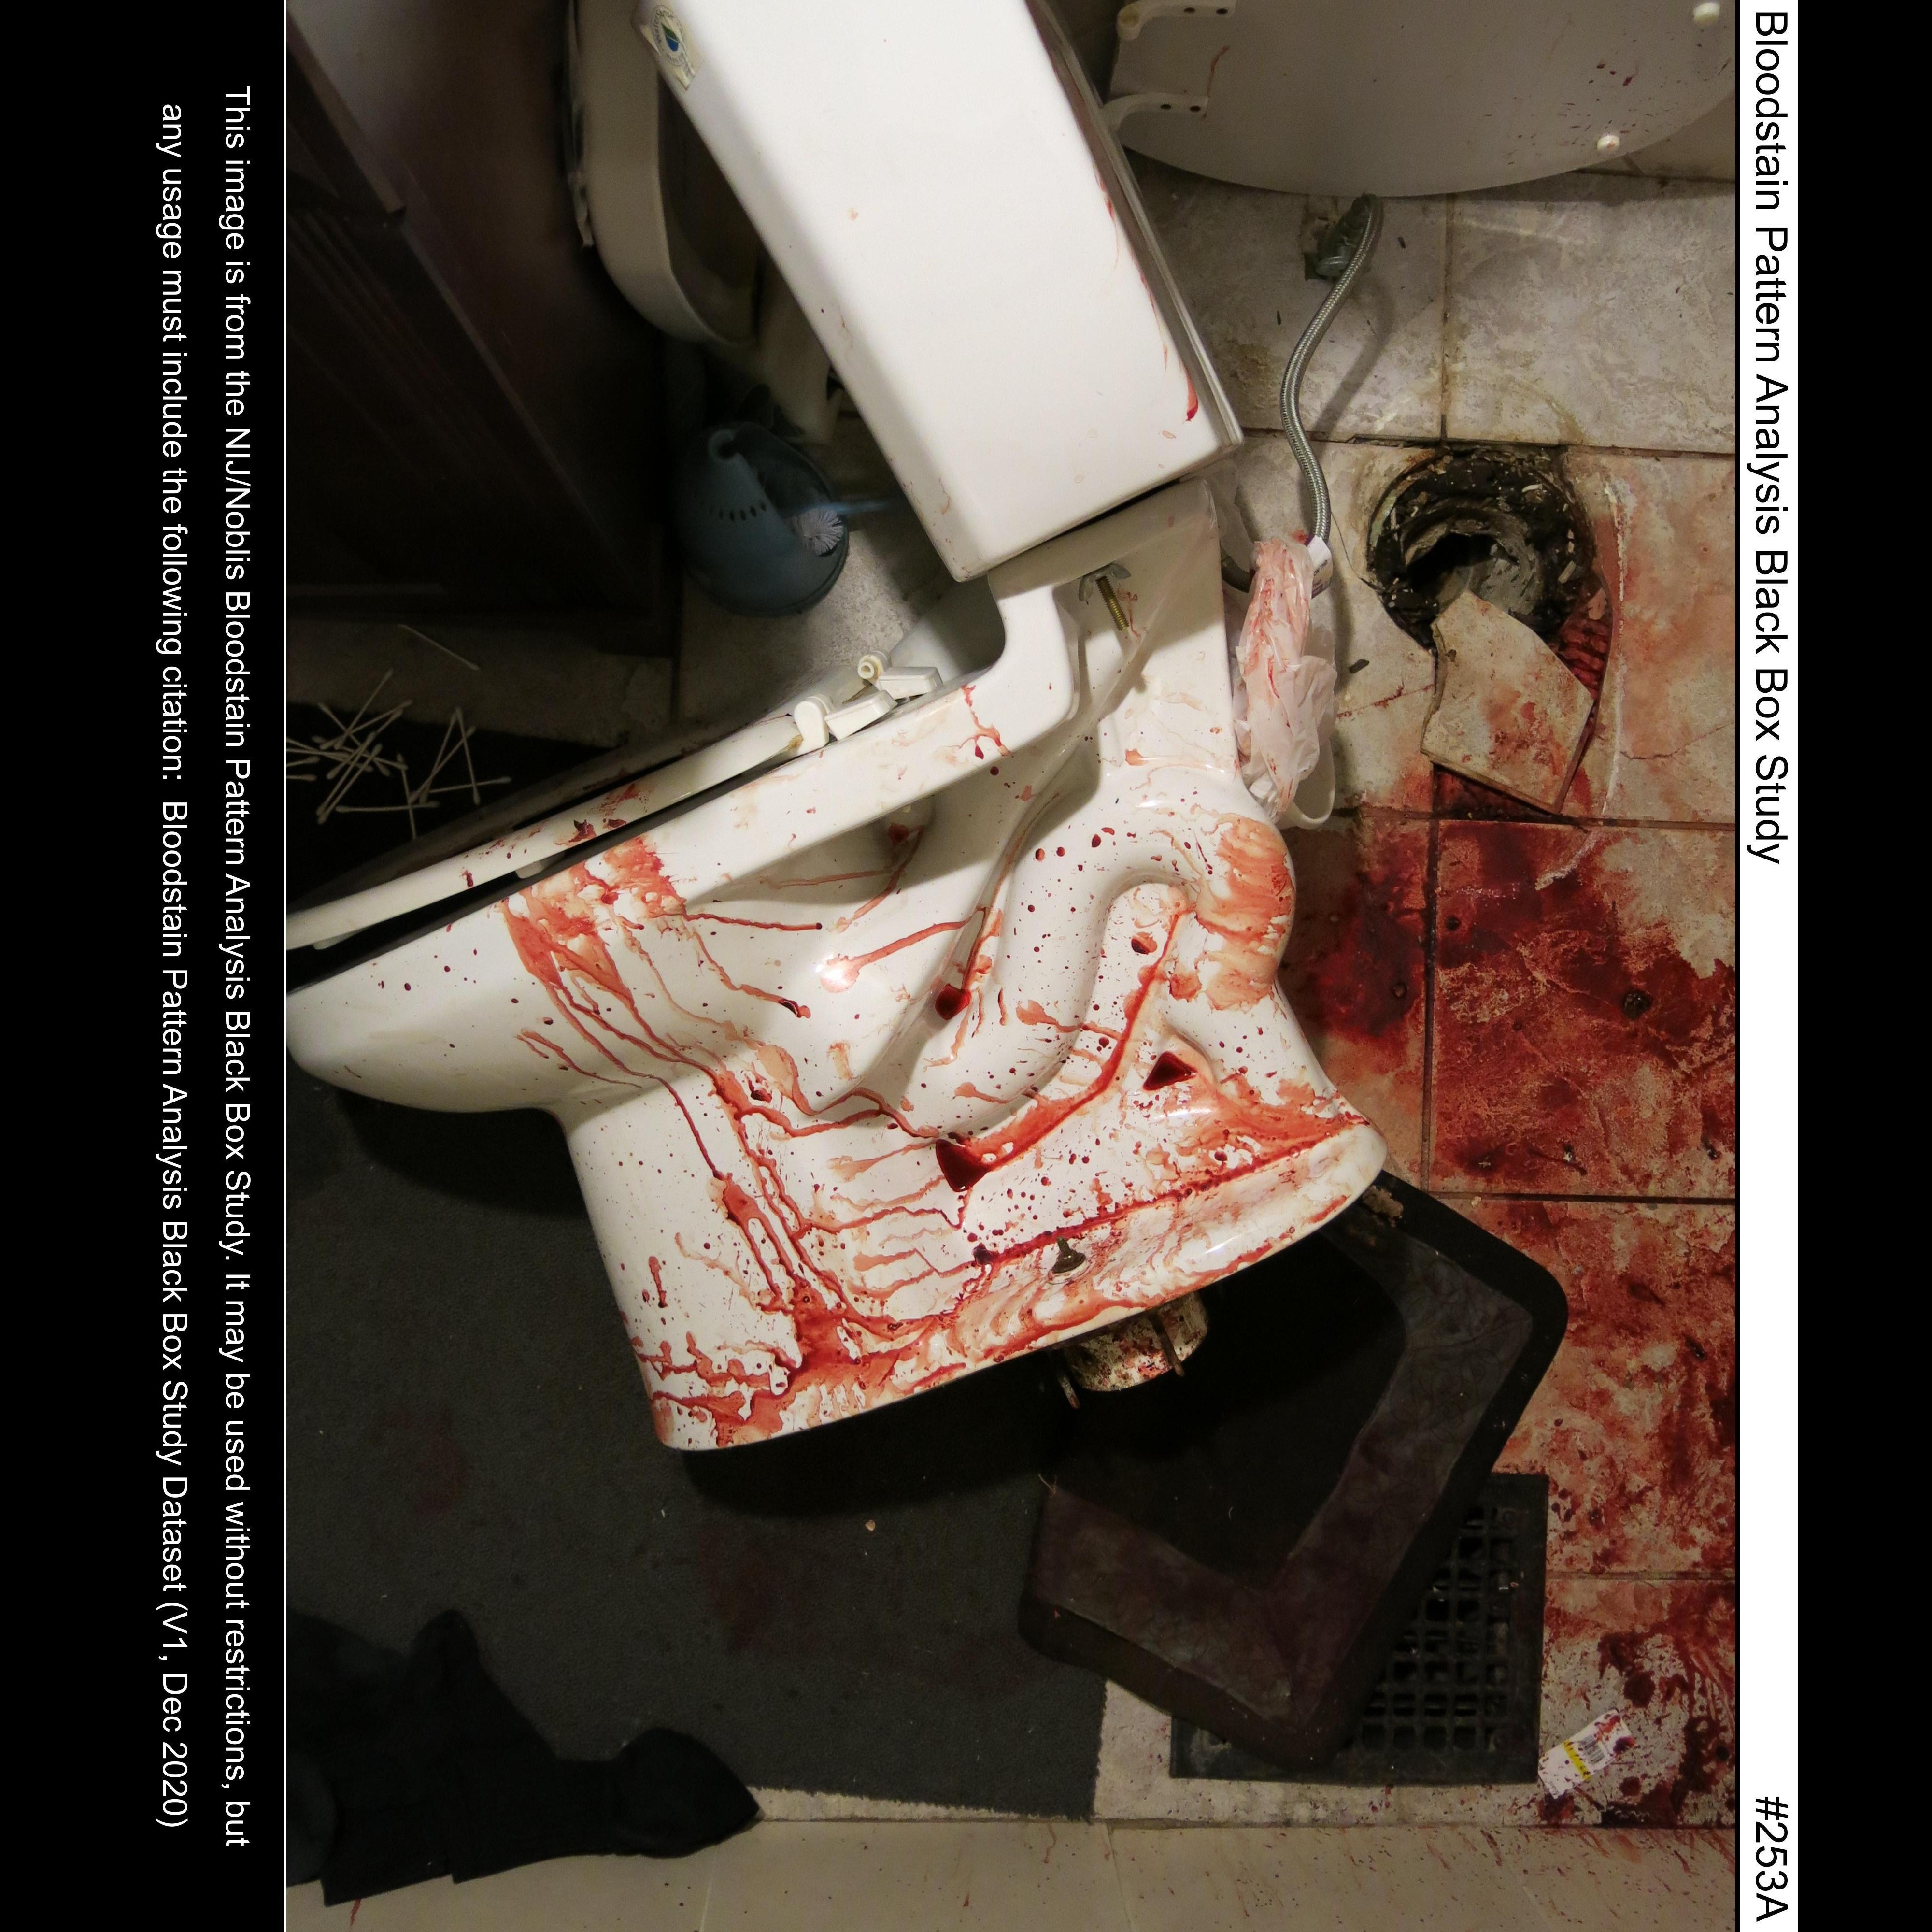 Bloodstain Pattern Analysis Black Box Study
#253A
This image is from the NIJ/Noblis Bloodstain Pattern Analysis Black Box Study. It may be used without restrictions, but
any usage must include the following citation:  Bloodstain Pattern Analysis Black Box Study Dataset (V1, Dec 2020)